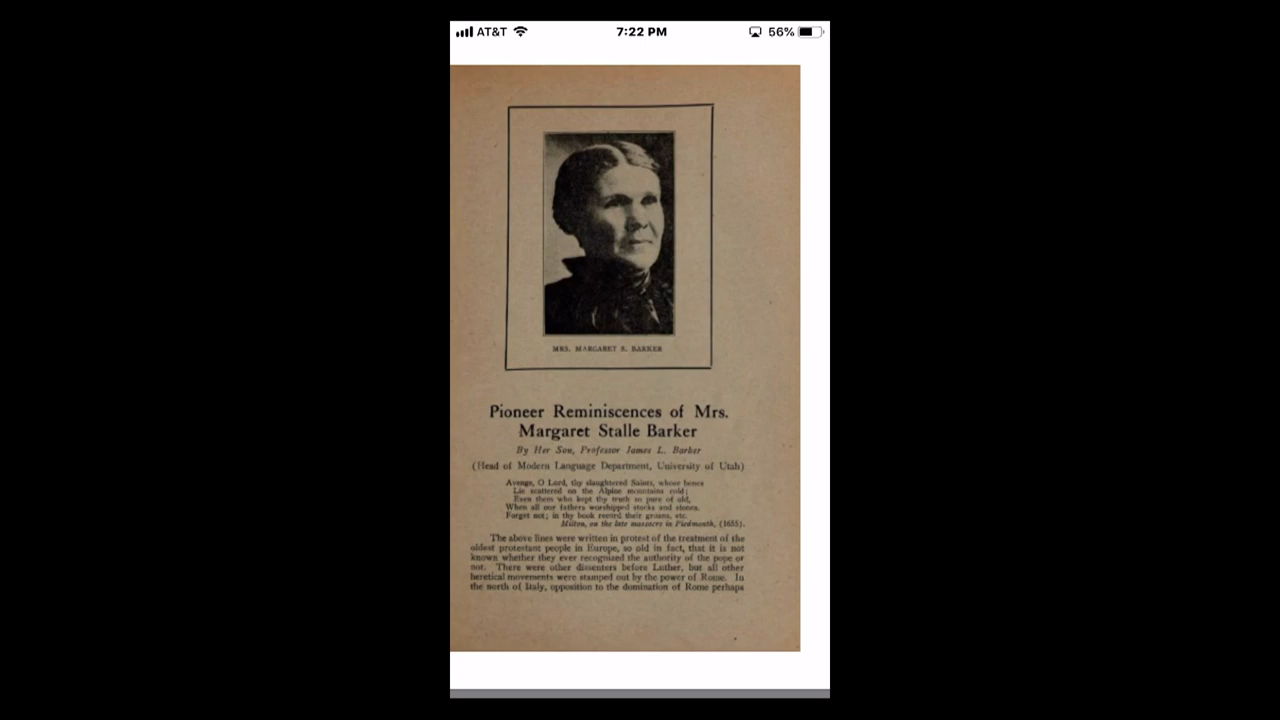 AT&T 7:22 PM 56%
MRS. MARGARET S. BARKER
Pioneer Reminiscences of Mrs.
Margaret Stalle Barker
By Her Son, Professor James L. Barker
(Head of Modern Language Department, University of Utah)
Avenge, O Lord, thy slaughtered Saints, whose bones
Lie scattered on the Alpine mountains cold;
Even them who kept thy truth so pure of old,
When all our fathers worshipped stocks and stones.
Forget not; in thy book record their groans, etc.
Milton, on the late massacre in Piedmonth, (1655).
The above lines were written in protest of the treatment of the
oldest protestant people in Europe, so old in fact, that it is not
known whether they ever recognized the authority of the pope or
not. There were other dissenters before Luther, but all other
heretical movements were stamped out by the power of Rome. In
the north of Italy, opposition to the domination of Rome perhaps